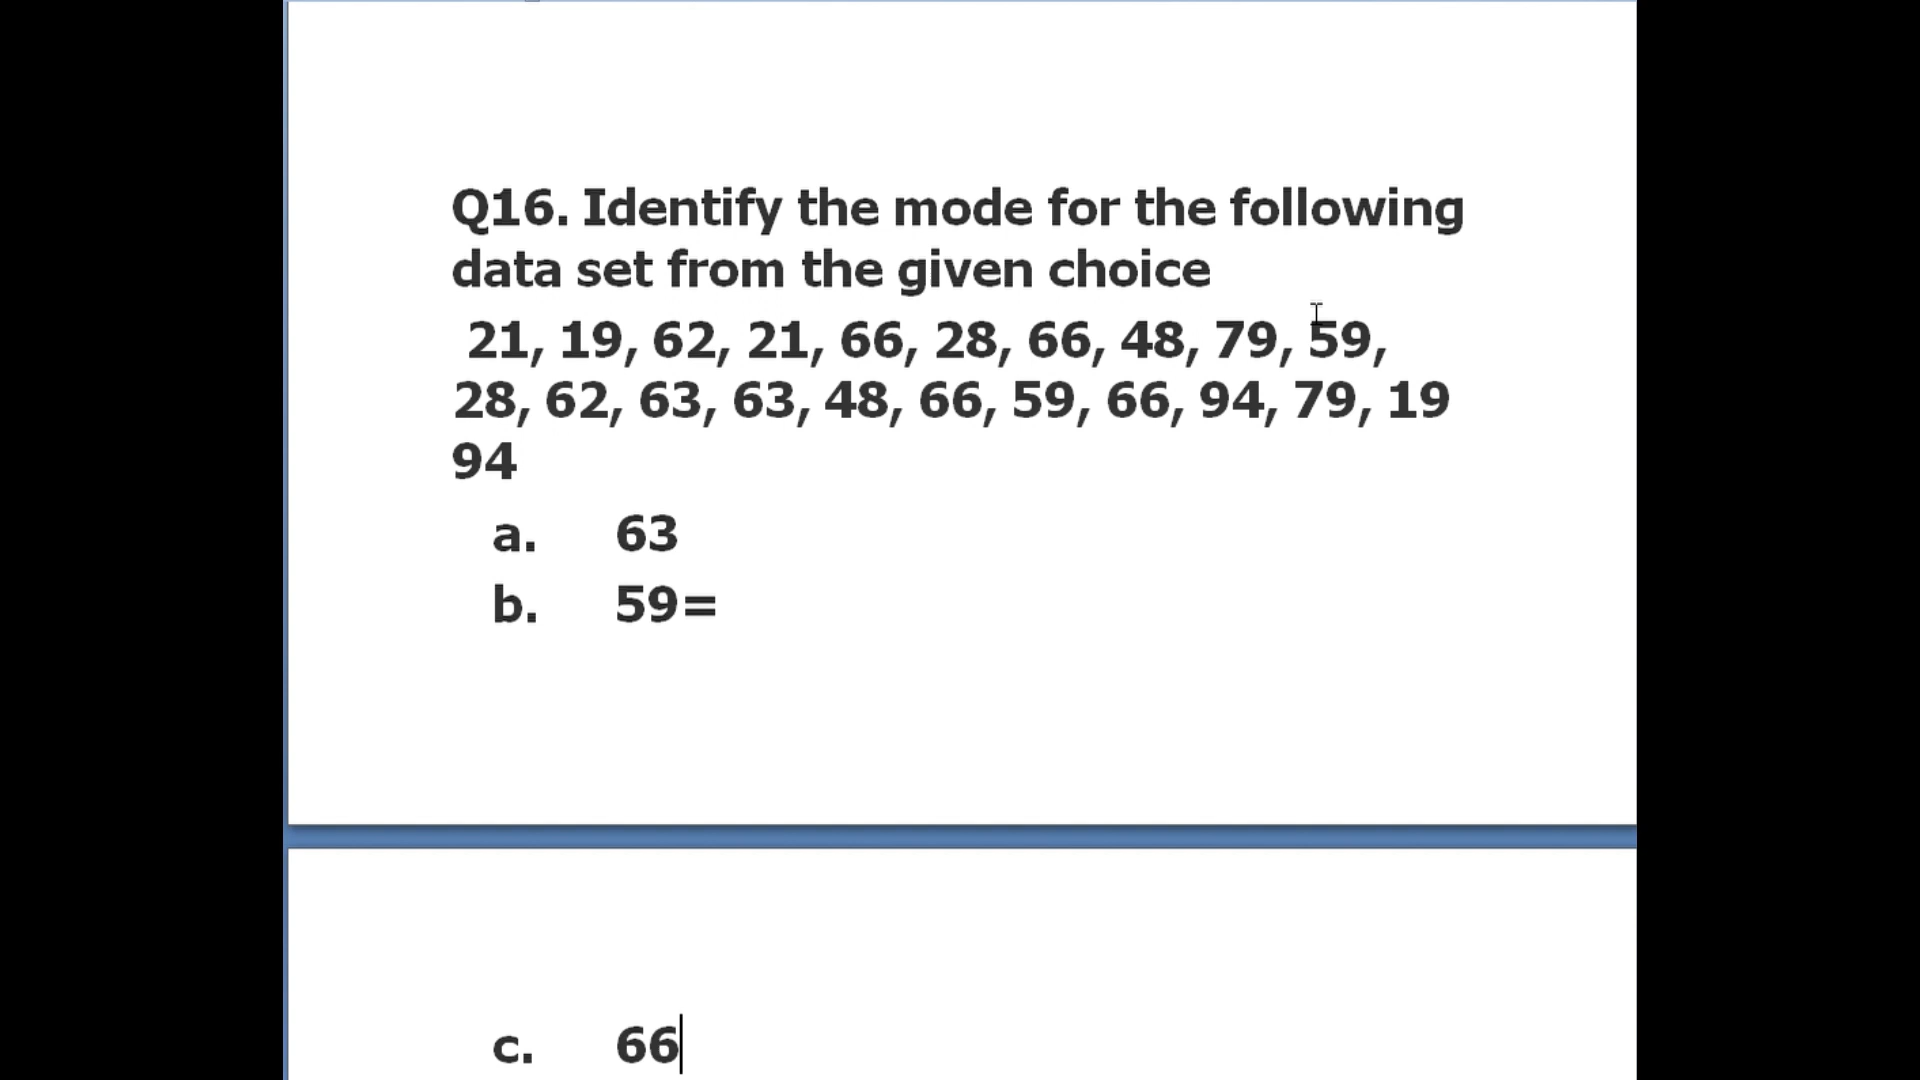 Q16. Identify the mode for the following
data set from the given choice
21, 19, 62, 21, 66, 28, 66, 48, 79, 59,
28, 62, 63, 63, 48, 66, 59, 66, 94, 79, 19
94
a. 63
b. 59=
c. 66